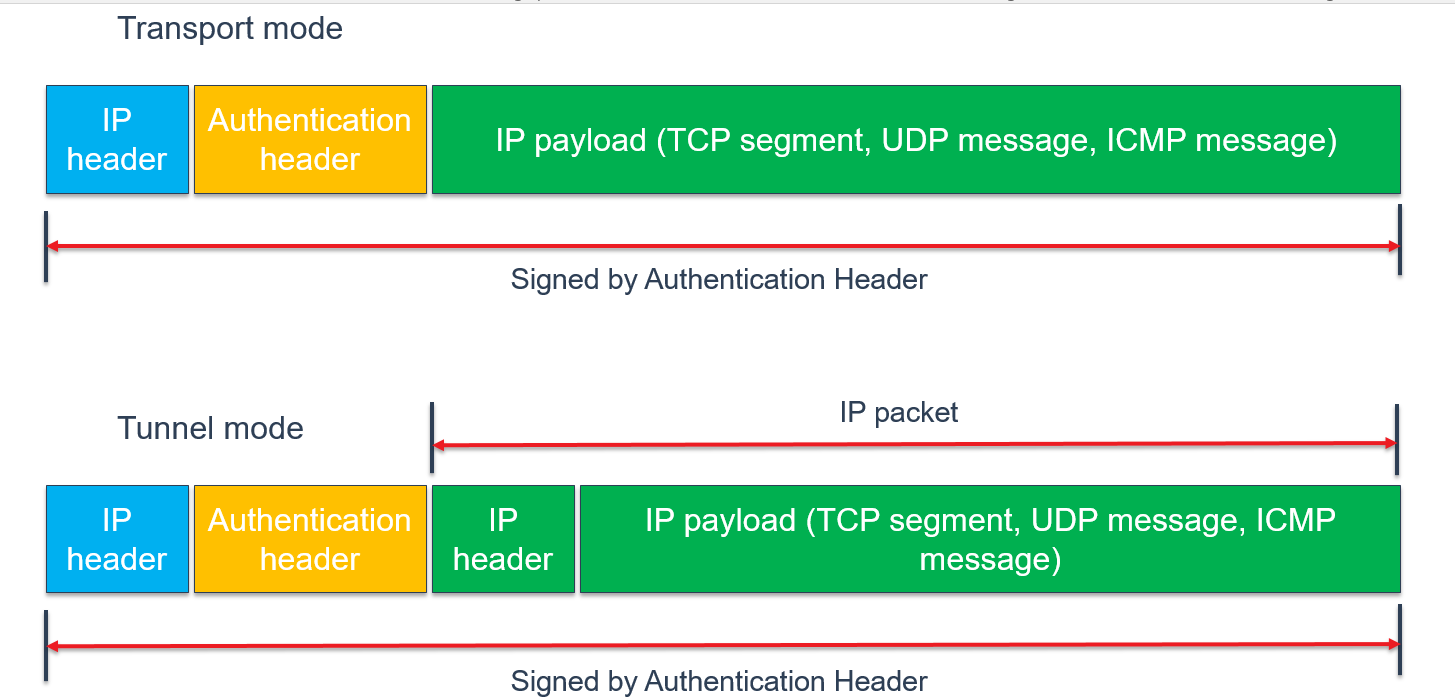 Transport mode
IP
header
Authentication
header
IP payload (TCP segment, UDP message, ICMP message)
Signed by Authentication Header
Tunnel mode
IP packet
IP
header
Authentication
header
IP
header
IP payload (TCP segment, UDP message, ICMP
message)
Signed by Authentication Header